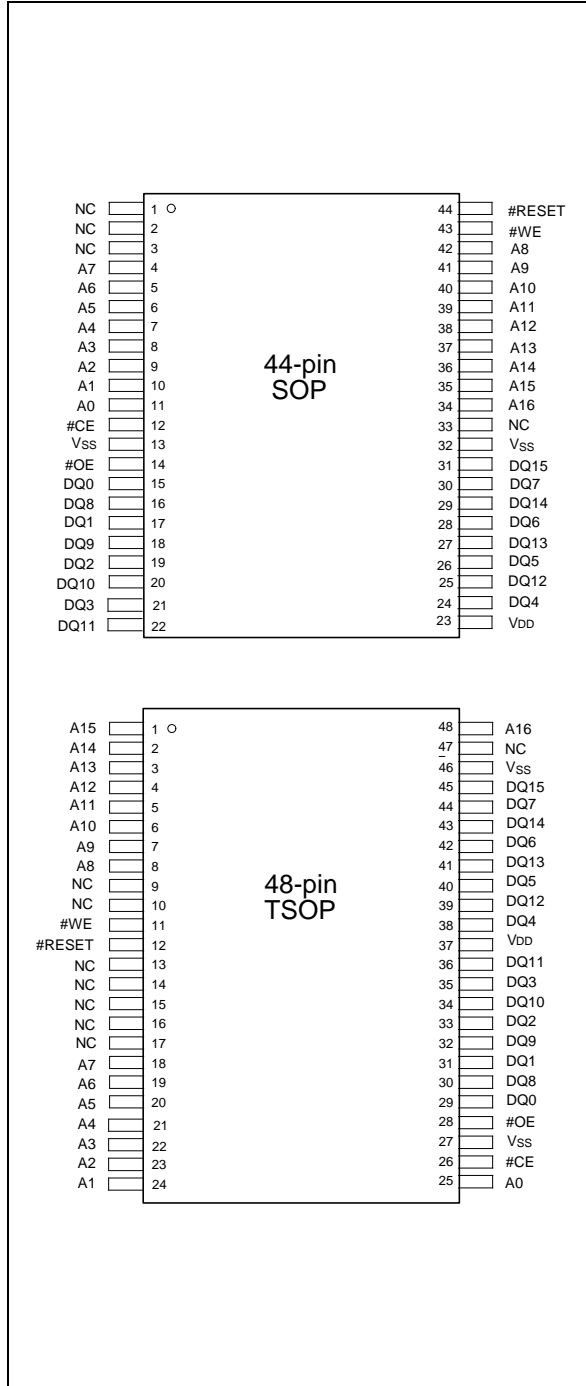 NC 1 44 #RESET
NC 2 43 #WE
NC 3 42 A8
A7 4 41 A9
A6 5 40 A10
A5 6 39 A11
A4 7 38 A12
A3 8 37 A13
A2 9 36 A14
A1 10 35 A15
A0 11 34 A16
#CE 12 33 NC
VSS 13 32 VSS
#OE 14 31 DQ15
DQ0 15 30 DQ7
DQ8 16 29 DQ14
DQ1 17 28 DQ6
DQ9 18 27 DQ13
DQ2 19 26 DQ5
DQ10 20 25 DQ12
DQ3 21 24 DQ4
DQ11 22 23 VDD
44-pin
SOP
A15 1 48 A16
A14 2 47 NC
A13 3 46 VSS
A12 4 45 DQ15
A11 5 44 DQ7
A10 6 43 DQ14
A9 7 42 DQ6
A8 8 41 DQ13
NC 9 40 DQ5
NC 10 39 DQ12
#WE 11 38 DQ4
#RESET 12 37 VDD
NC 13 36 DQ11
NC 14 35 DQ3
NC 15 34 DQ10
NC 16 33 DQ2
NC 17 32 DQ9
A7 18 31 DQ1
A6 19 30 DQ8
A5 20 29 DQ0
A4 21 28 #OE
A3 22 27 VSS
A2 23 26 #CE
A1 24 25 A0
48-pin
TSOP